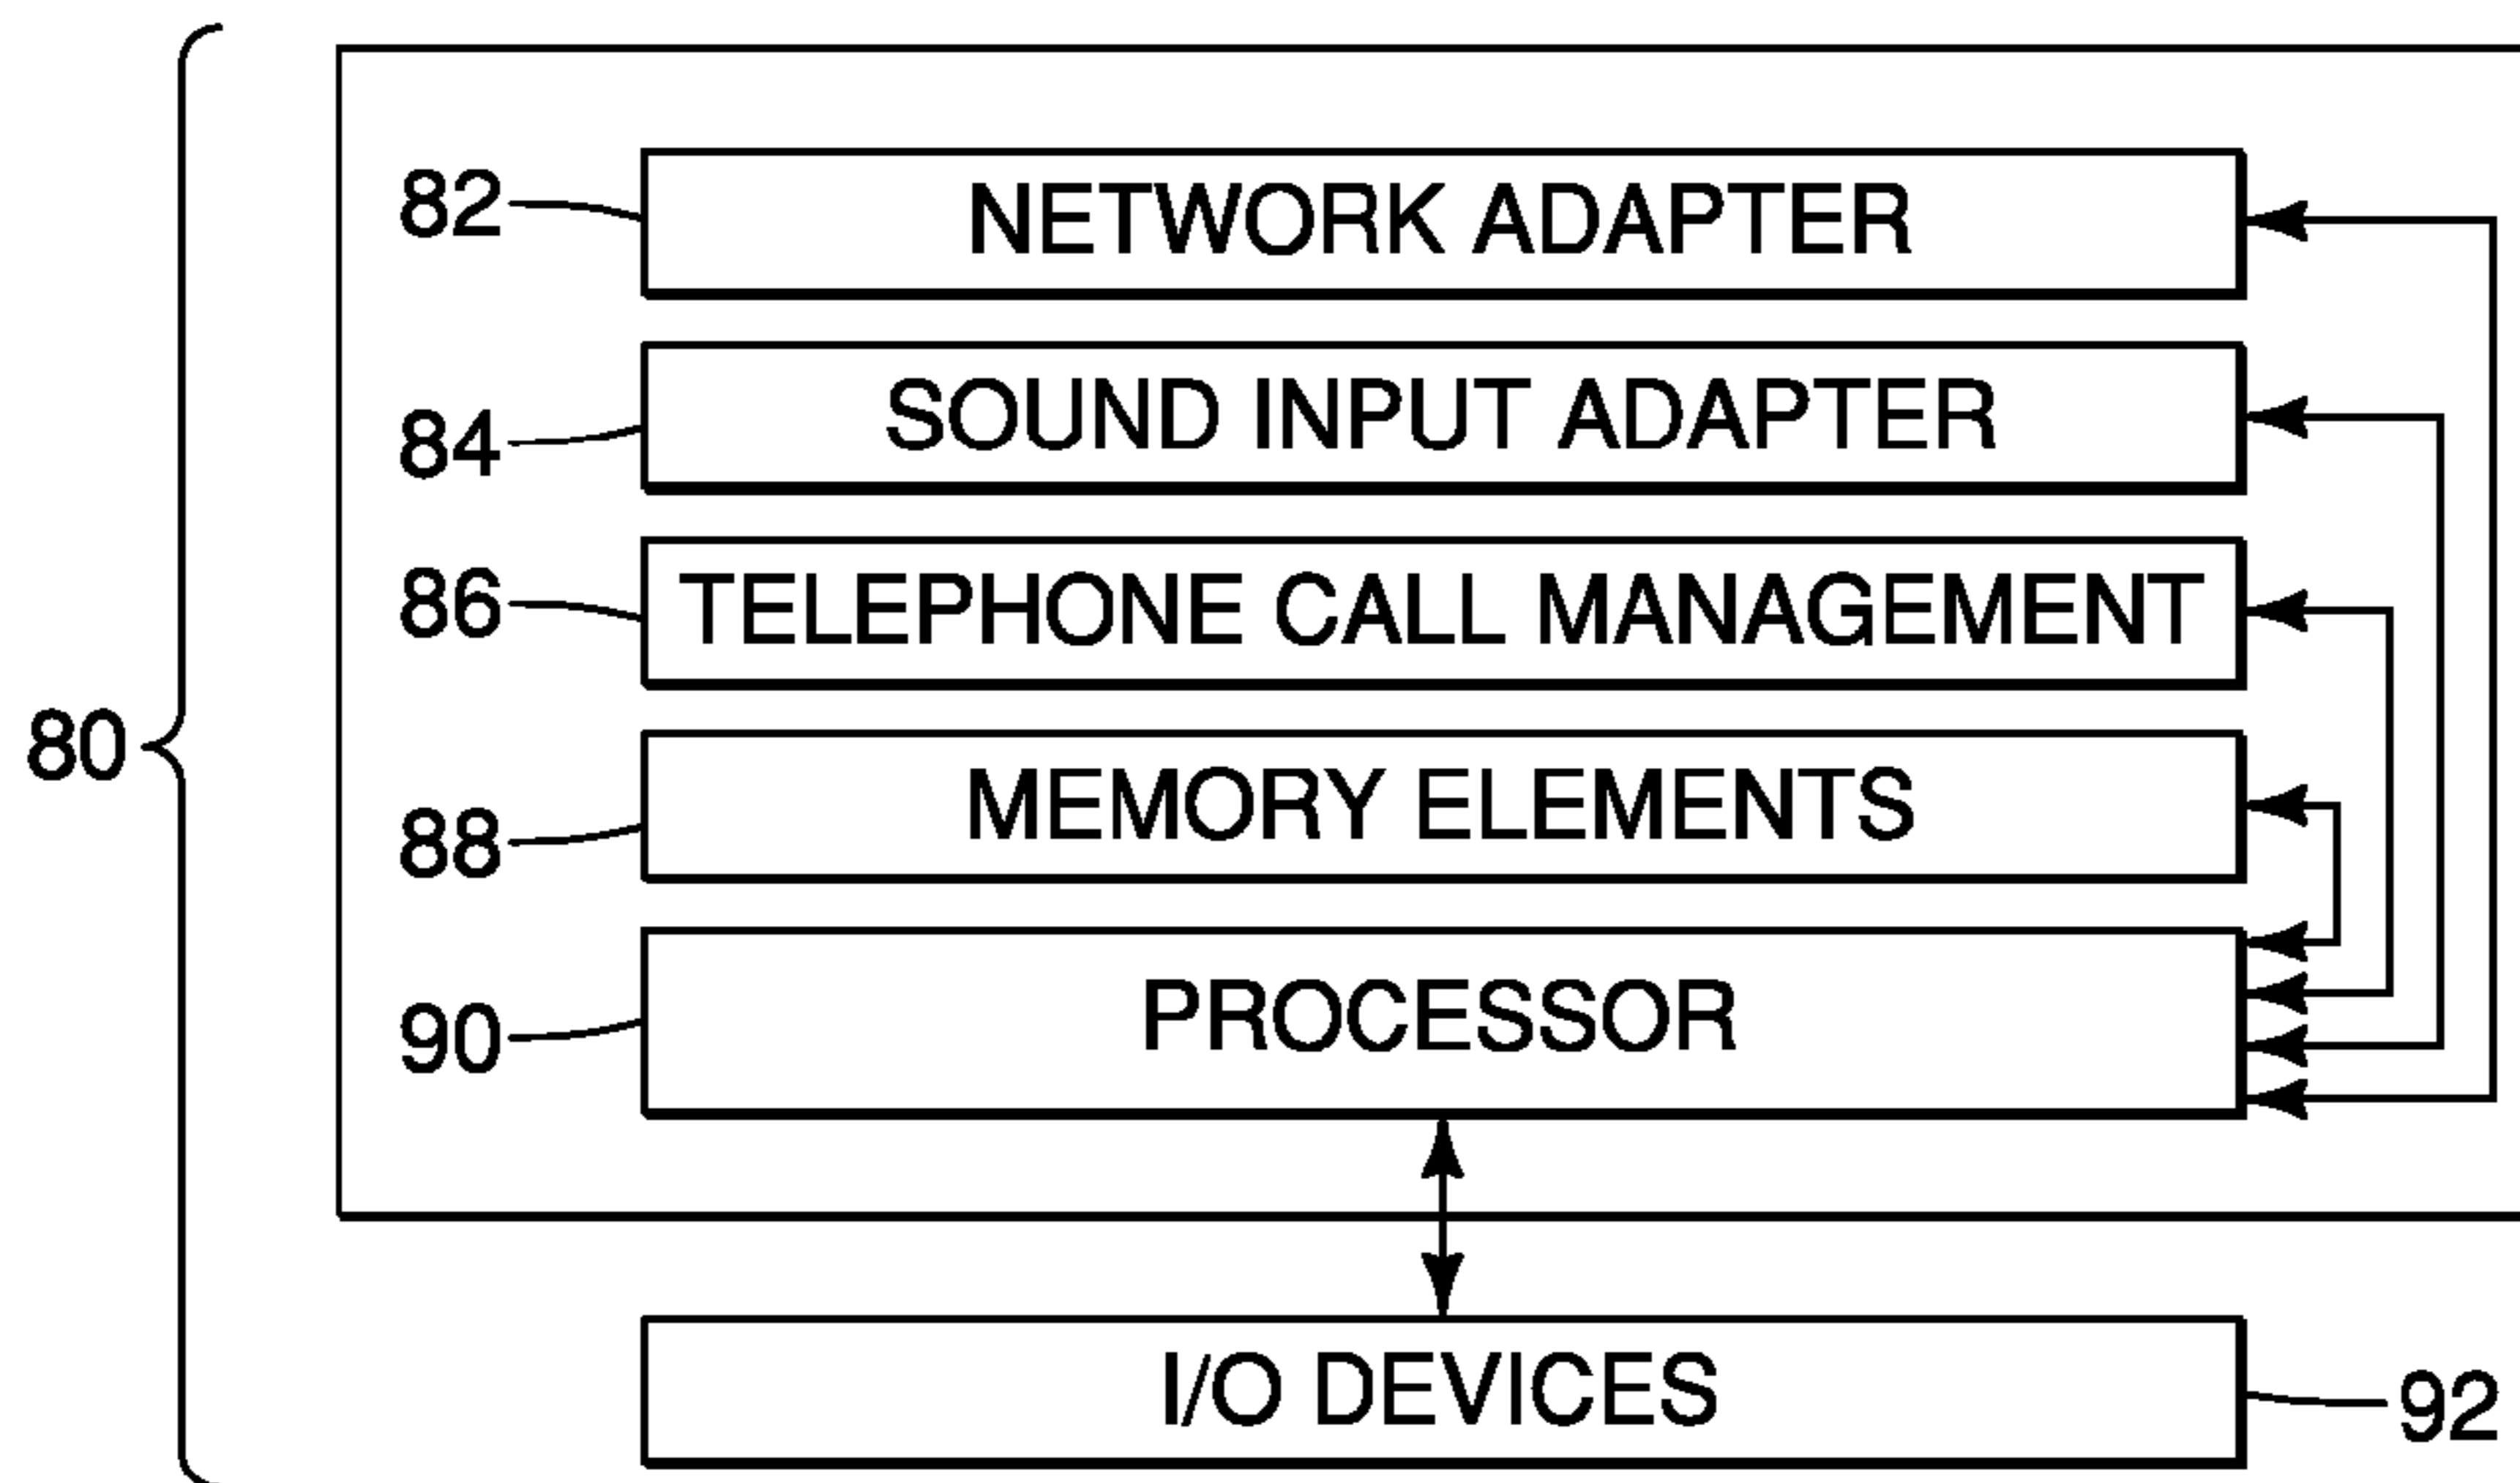 82 NETWORK ADAPTER
84 SOUND INPUT ADAPTER
86 TELEPHONE CALL MANAGEMENT
80
88 MEMORY ELEMENTS
90 PROCESSOR
I/O DEVICES 92